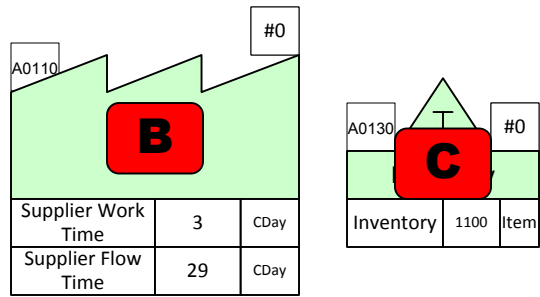 #0
A0110
B
Supplier Work
Time
3
CDay
Supplier Flow
Time
29
CDay
A0130
#0
C
Inventory
1100
Item